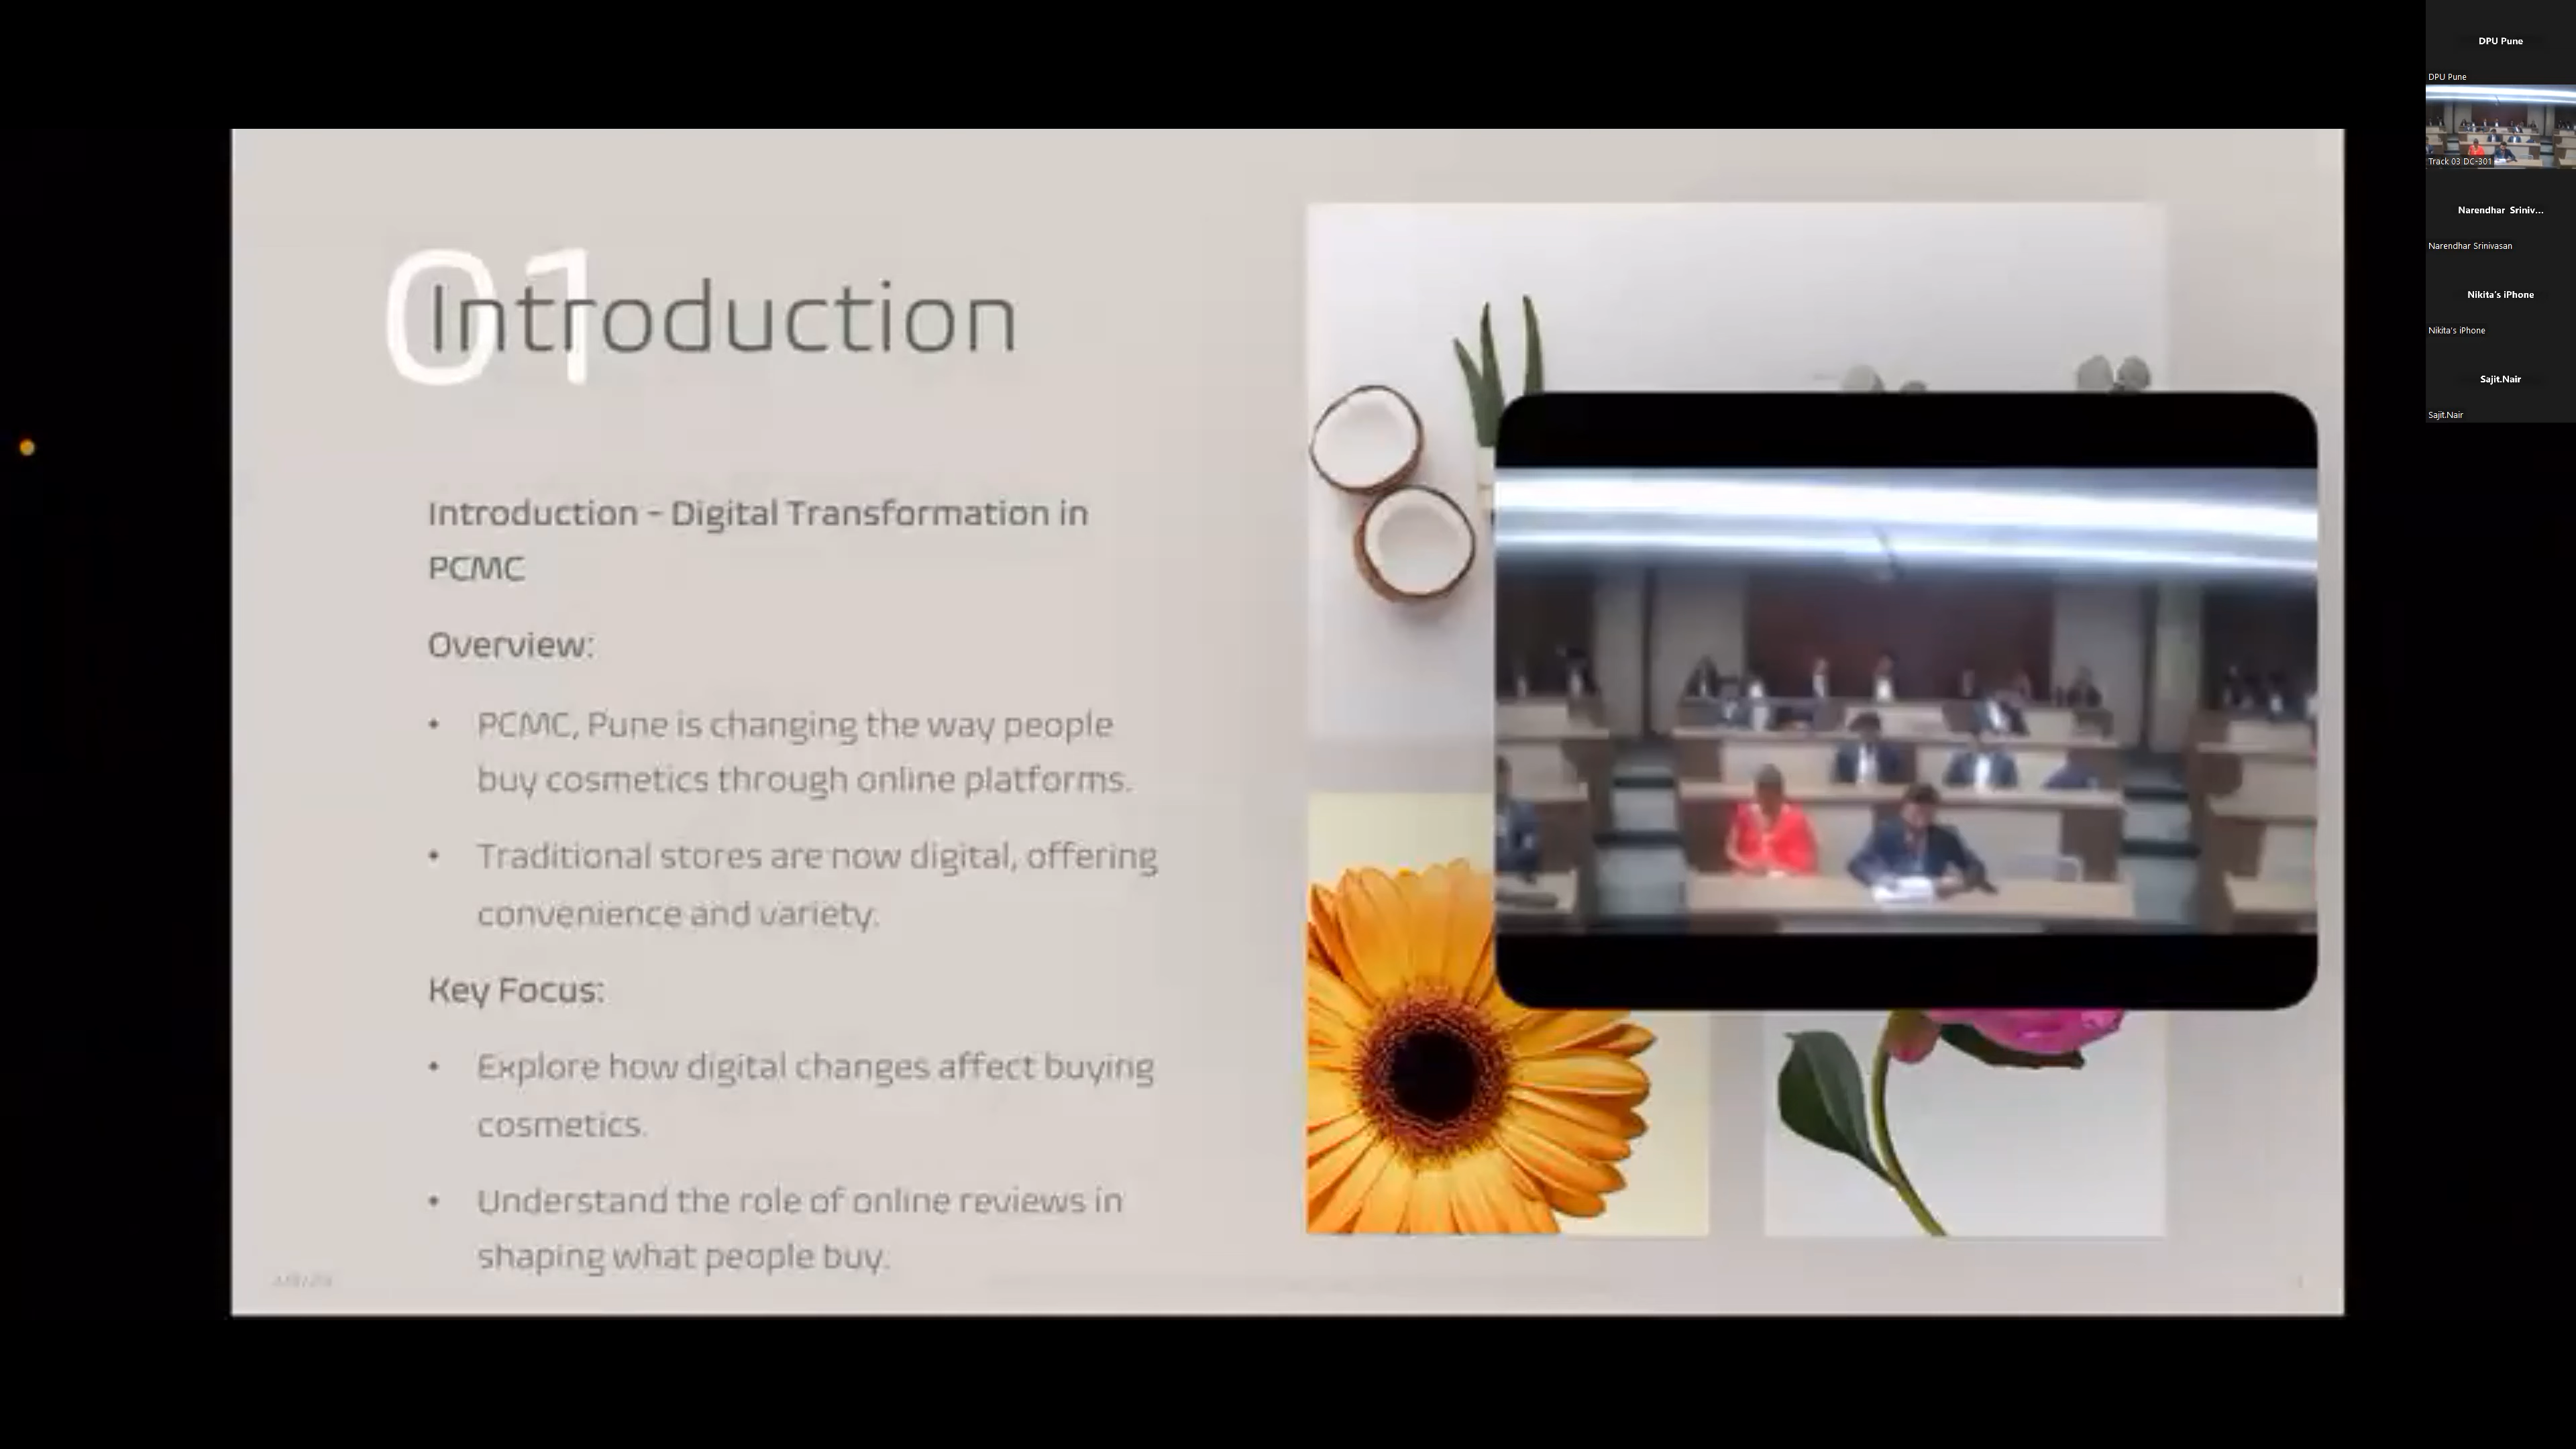 01
Introduction
Introduction – Digital Transformation in
PCMC
Overview:
• PCMC, Pune is changing the way people
buy cosmetics through online platforms.
• Traditional stores are now digital, offering
convenience and variety.
Key Focus:
• Explore how digital changes affect buying
cosmetics.
• Understand the role of online reviews in
shaping what people buy.
DPU Pune
DPU Pune
Track 03 DC-301
Narendhar Sriniv...
Narendhar Srinivasan
Nikita's iPhone
Nikita's iPhone
Sajit.Nair
Sajit.Nair